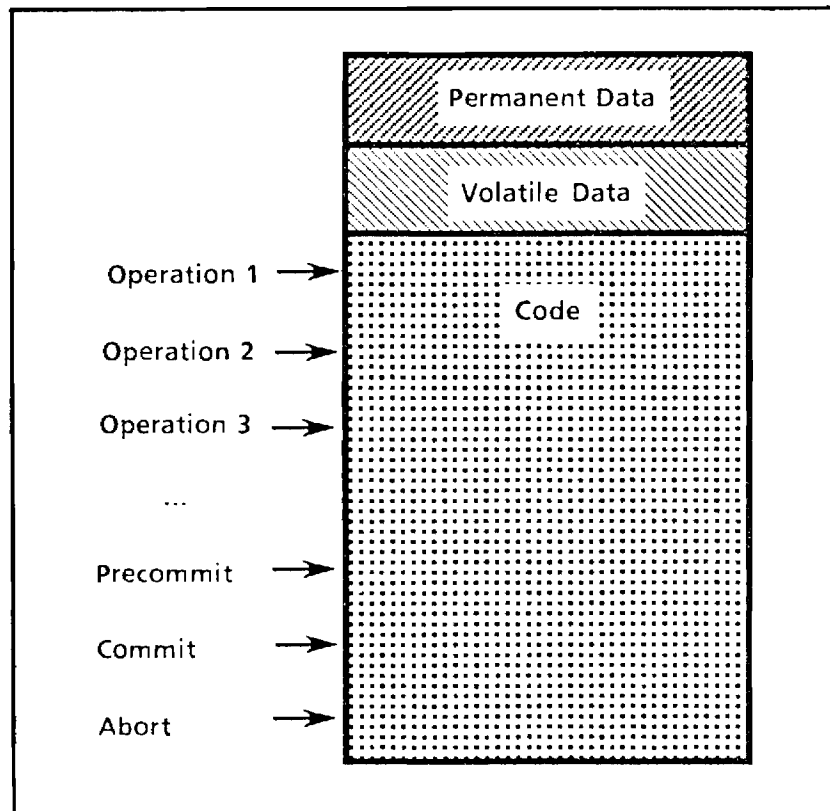 Permanent Data
Volatile Data
Operation 1
Code
Operation 2
Operation 3
...
Precommit
Commit
Abort